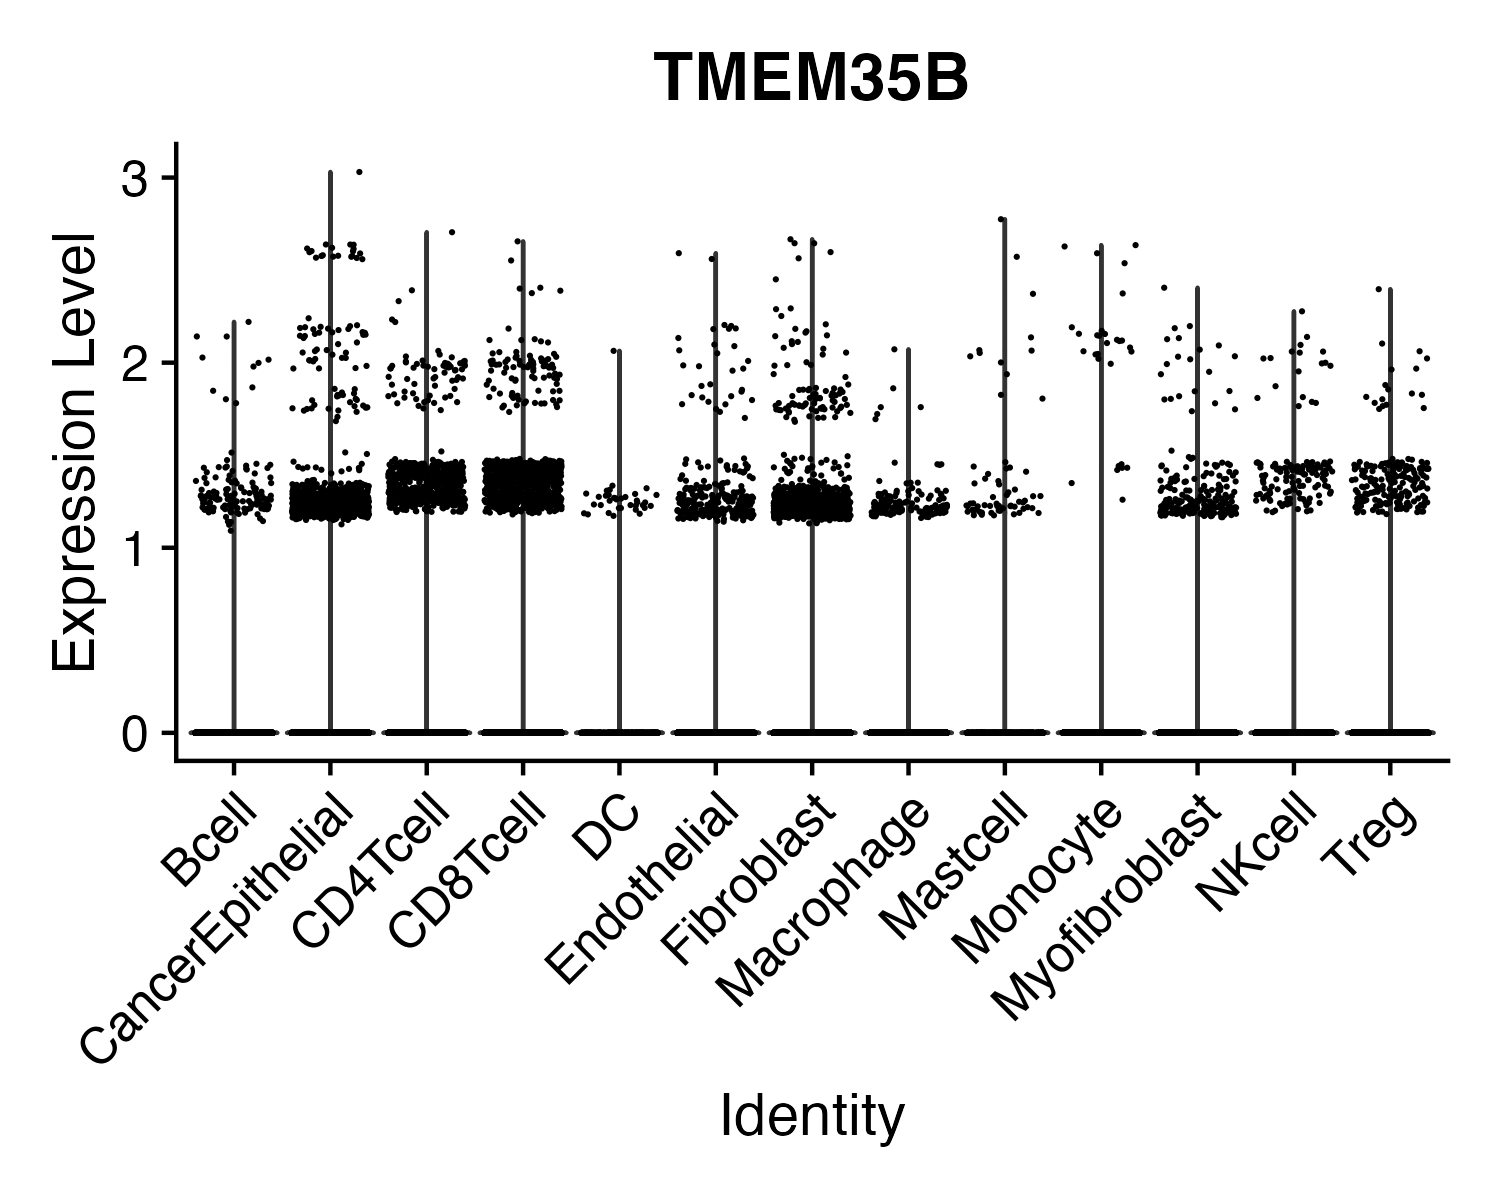 TMEM35B
Expression Level
3
2
1
0
Bcell
CancerEpithelial
CD4Tcell
CD8Tcell
DC
Endothelial
Fibroblast
Macrophage
Mastcell
Monocyte
Myofibroblast
NKcell
Treg
Identity